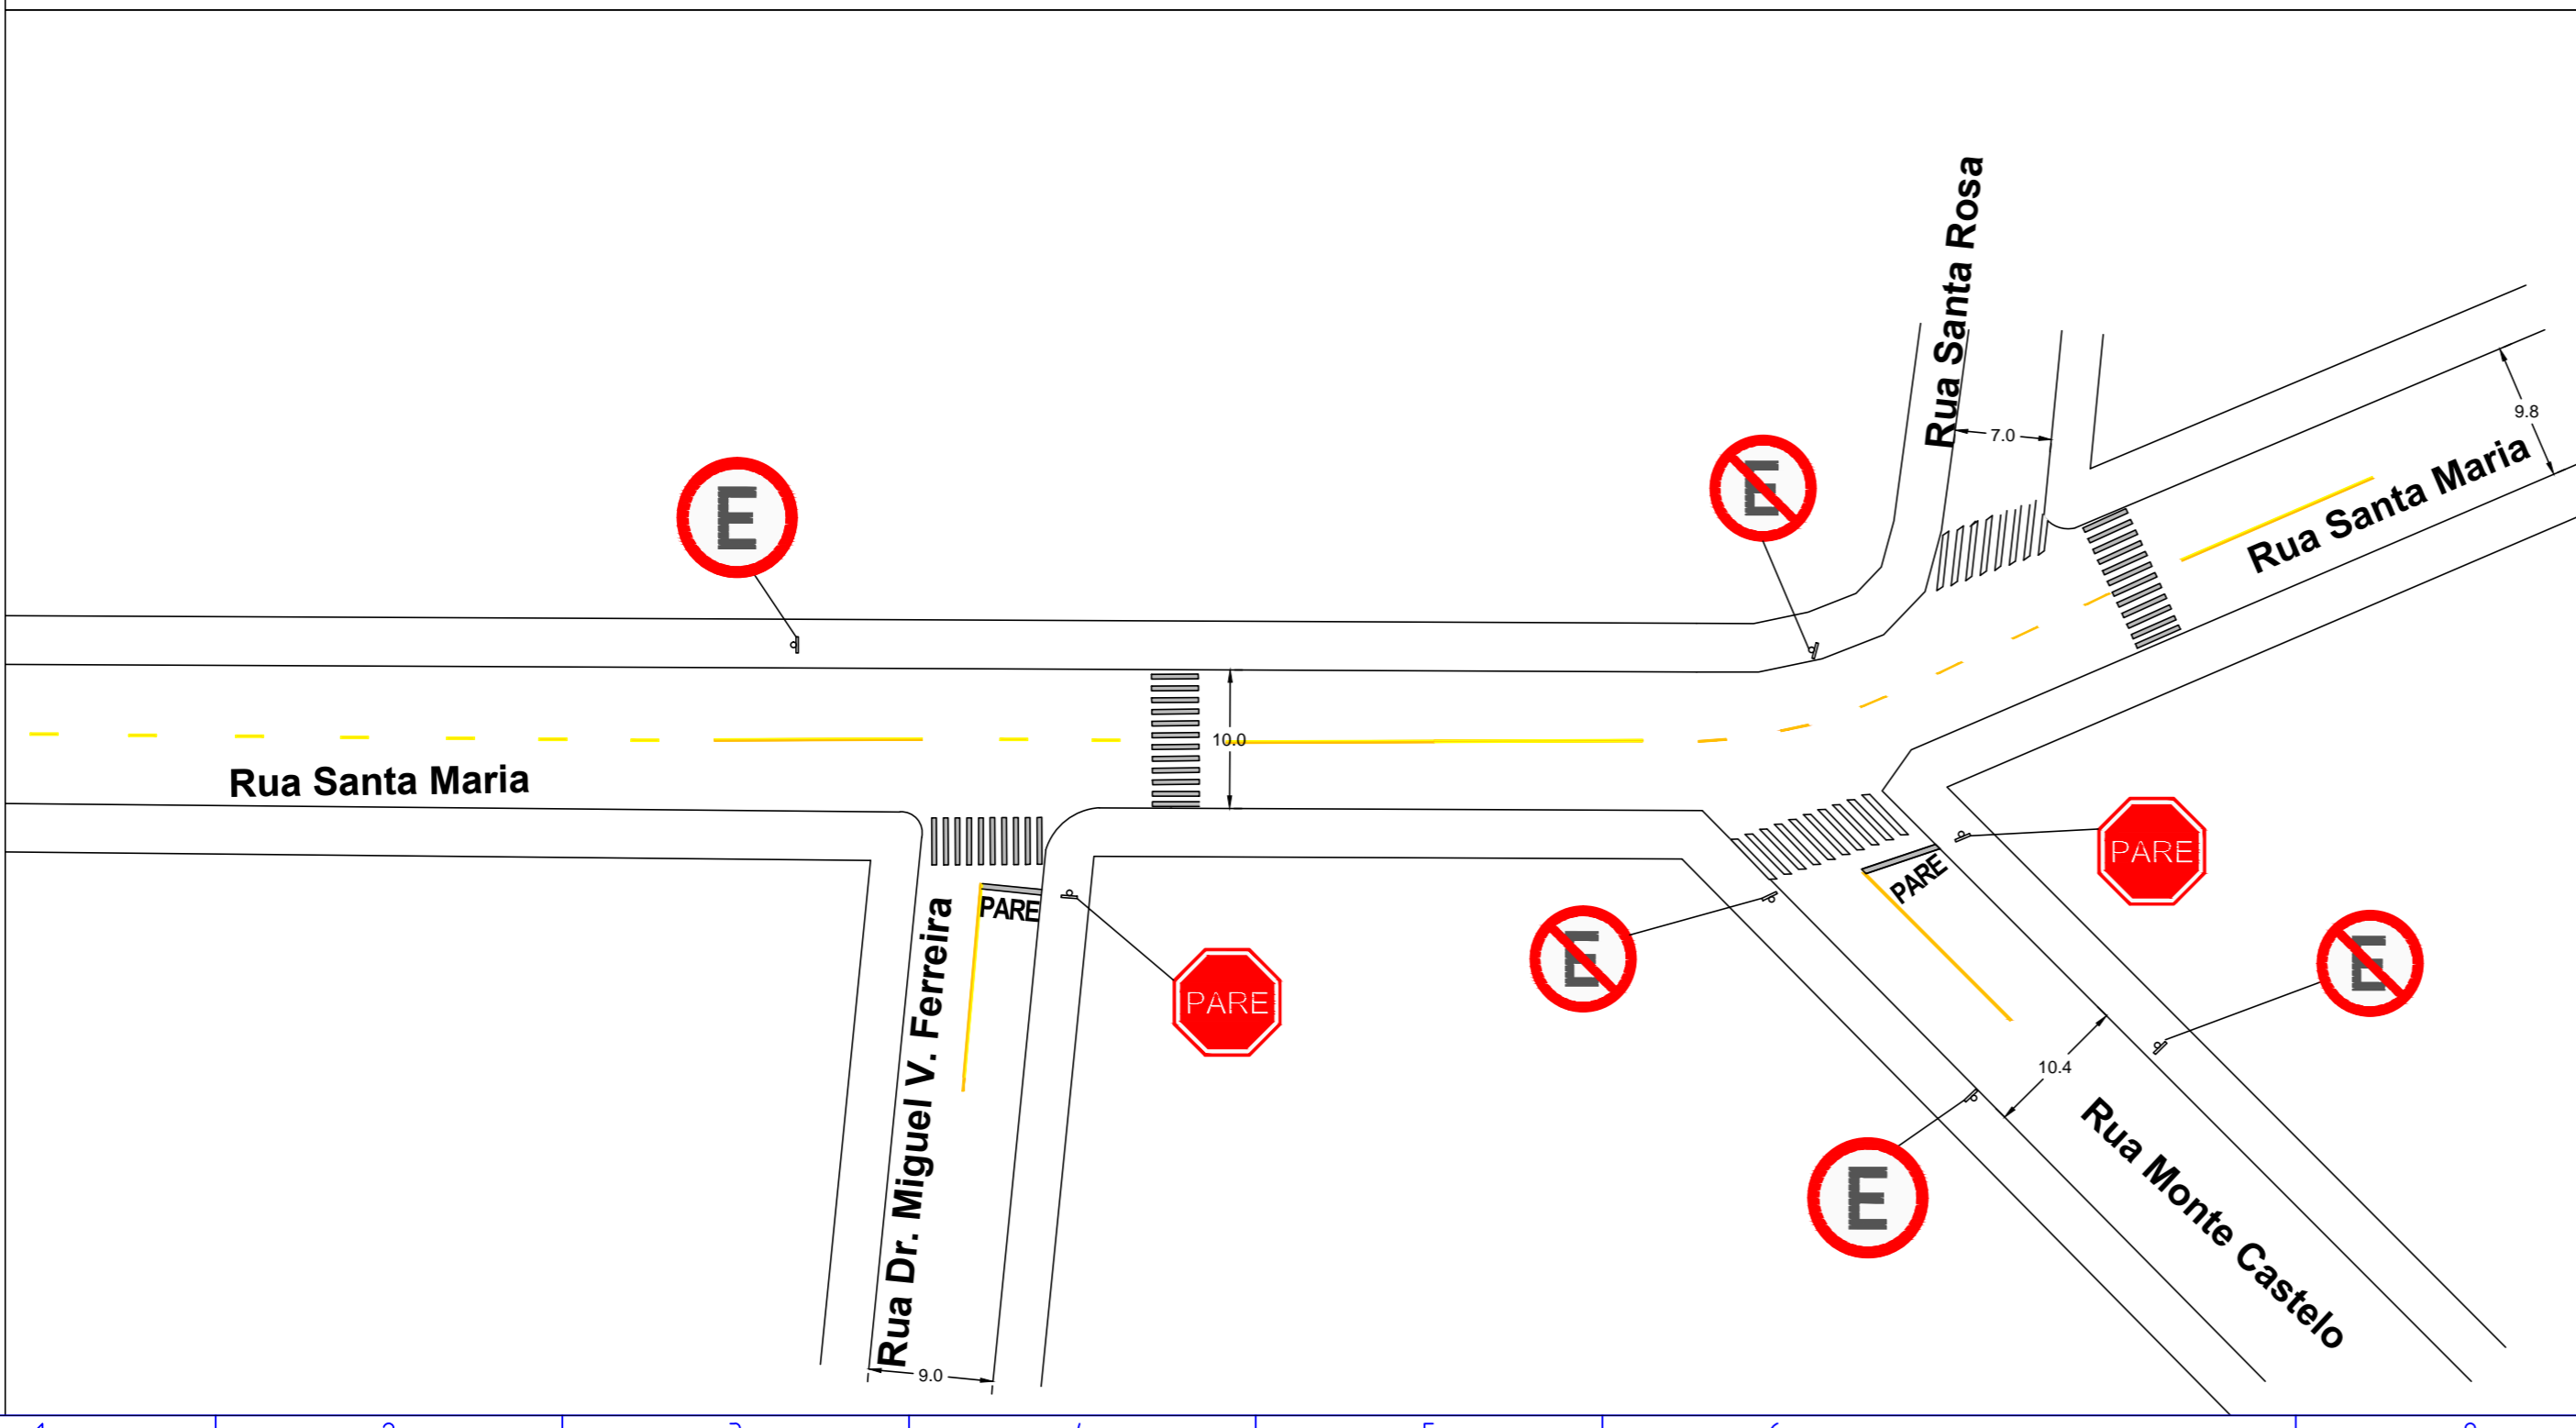 Rua Santa Rosa
9.8
7.0
Rua Santa Maria
E
E
10.0
Rua Santa Maria
PARE
PARE
PARE
PARE
Rua Dr. Miguel V. Ferreira
E
E
10.4
E
Rua Monte Castelo
9.0